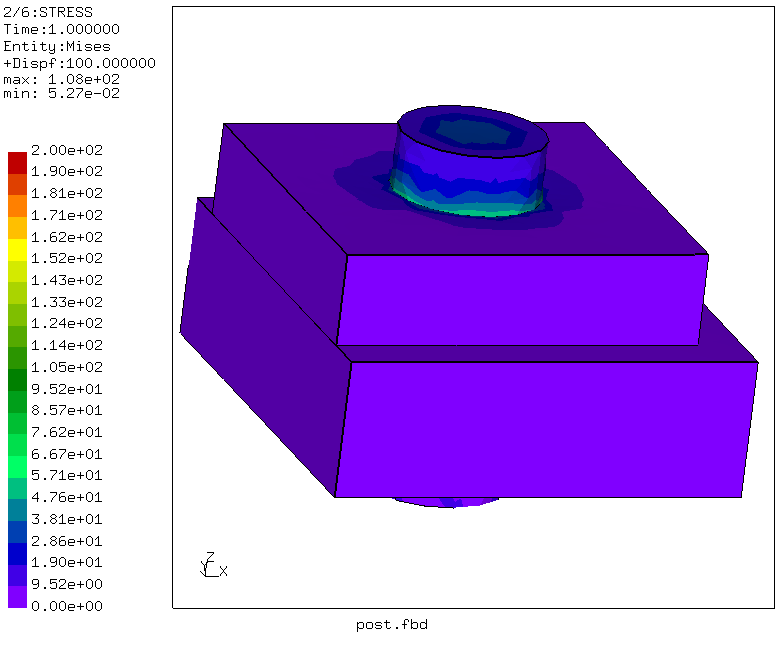 2/6:STRESS
Time:1.000000
Entity:Mises
+Dispf:100.000000
max: 1.08e+02
min: 5.27e-02
2.00e+02
1.90e+02
1.81e+02
1.71e+02
1.62e+02
1.52e+02
1.43e+02
1.33e+02
1.24e+02
1.14e+02
1.05e+02
9.52e+01
8.57e+01
7.62e+01
6.67e+01
5.71e+01
4.76e+01
3.81e+01
2.86e+01
1.90e+01
9.52e+00
0.00e+00
Z
Y
X
post.fbd